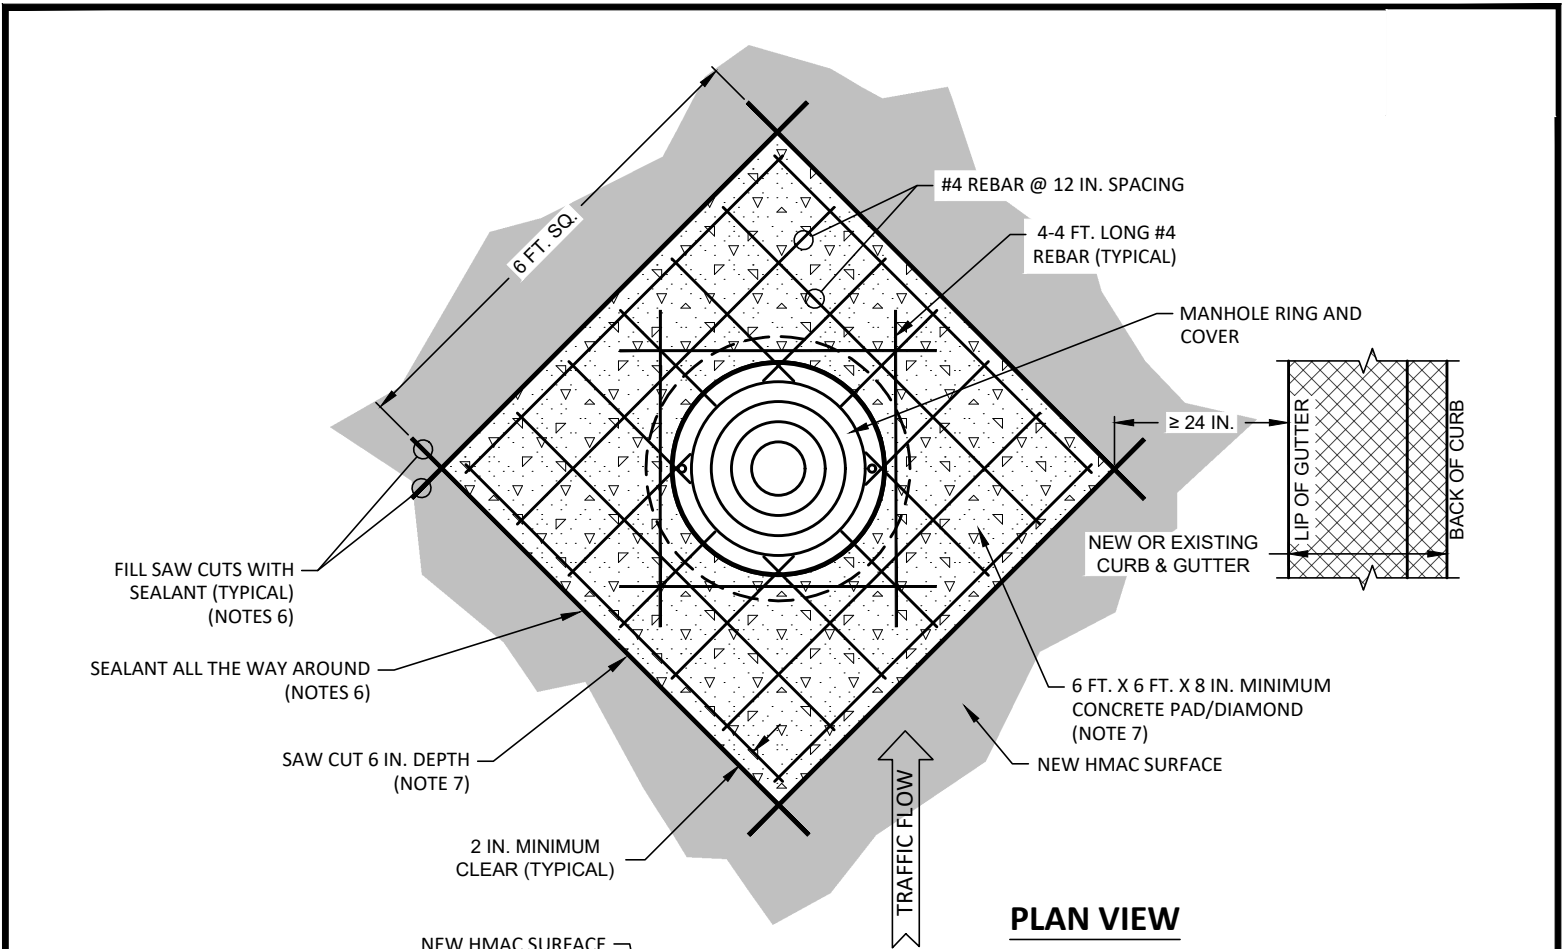 6 FT. SQ.
#4 REBAR @ 12 IN. SPACING
4-4 FT. LONG #4
REBAR (TYPICAL)
MANHOLE RING AND
COVER
≥ 24 IN.
LIP OF GUTTER
BACK OF CURB
NEW OR EXISTING
CURB & GUTTER
FILL SAW CUTS WITH
SEALANT (TYPICAL)
(NOTES 6)
SEALANT ALL THE WAY AROUND
(NOTES 6)
SAW CUT 6 IN. DEPTH
(NOTE 7)
2 IN. MINIMUM
CLEAR (TYPICAL)
6 FT. X 6 FT. X 8 IN. MINIMUM
CONCRETE PAD/DIAMOND
(NOTE 7)
NEW HMAC SURFACE
TRAFFIC FLOW
PLAN VIEW
NEW HMAC SURFACE